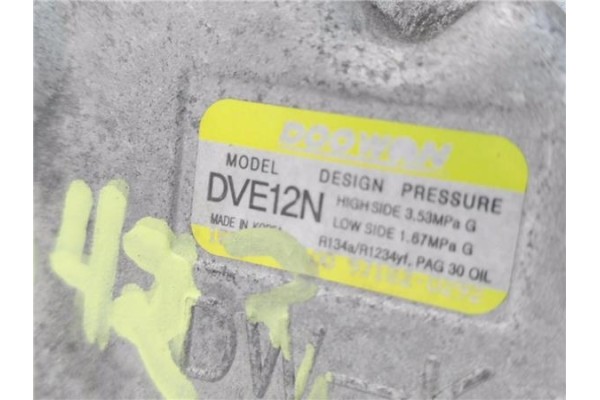 DOOWON
MODEL DESIGN PRESSURE
DVE12N HIGH SIDE 3.53MPa G
LOW SIDE 1.67MPa G
MADE IN KOREA R134a/R1234yf, PAG 30 OIL
DW